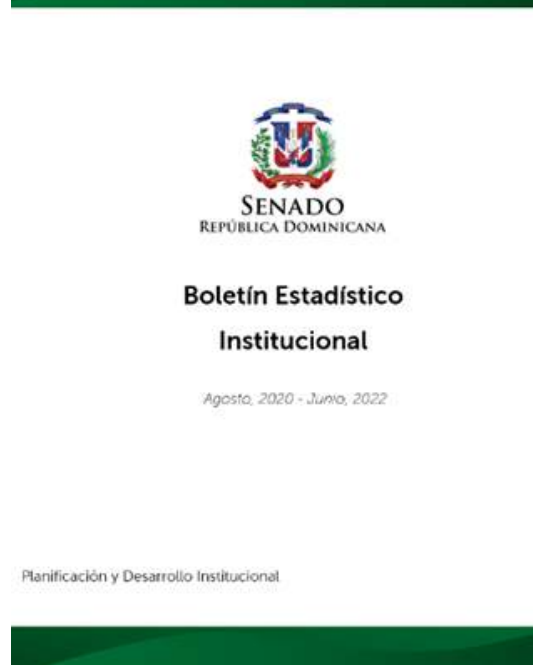 SENADO
REPÚBLICA DOMINICANA
Boletín Estadístico
Institucional
Agosto, 2020 - Junio, 2022
Planificación y Desarrollo Institucional